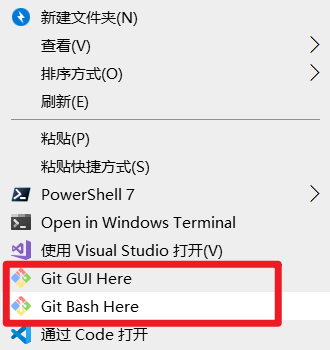 新建文件夹(N)
查看(V)
排序方式(O)
刷新(E)
粘贴(P)
粘贴快捷方式(S)
PowerShell 7
Open in Windows Terminal
使用 Visual Studio 打开(V)
Git GUI Here
Git Bash Here
通过 Code 打开